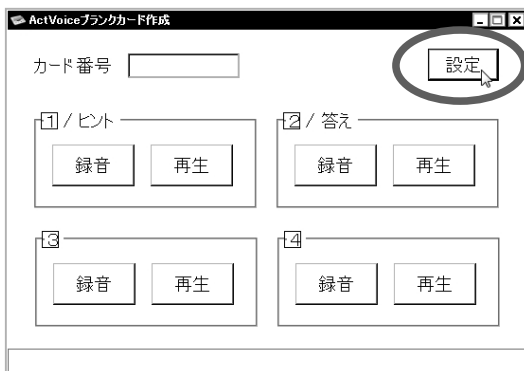 ActVoiceブランクカード作成
カード番号
設定
1 / ヒント
2 / 答え
録音 再生
録音 再生
3
4
録音 再生
録音 再生